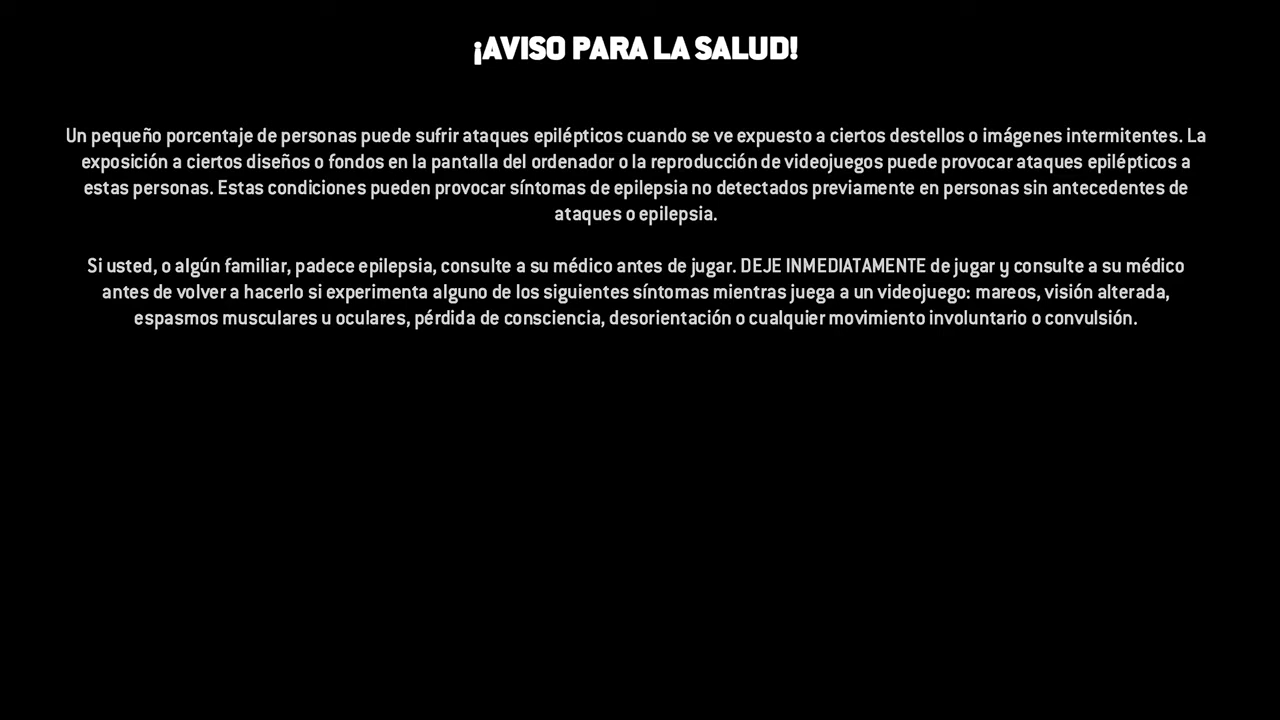 ¡AVISO PARA LA SALUD!
Un pequeño porcentaje de personas puede sufrir ataques epilépticos cuando se ve expuesto a ciertos destellos o imágenes intermitentes. La
exposición a ciertos diseños o fondos en la pantalla del ordenador o la reproducción de videojuegos puede provocar ataques epilépticos a
estas personas. Estas condiciones pueden provocar síntomas de epilepsia no detectados previamente en personas sin antecedentes de
ataques o epilepsia.
Si usted, o algún familiar, padece epilepsia, consulte a su médico antes de jugar. DEJE INMEDIATAMENTE de jugar y consulte a su médico
antes de volver a hacerlo si experimenta alguno de los siguientes síntomas mientras juega a un videojuego: mareos, visión alterada,
espasmos musculares u oculares, pérdida de consciencia, desorientación o cualquier movimiento involuntario o convulsión.